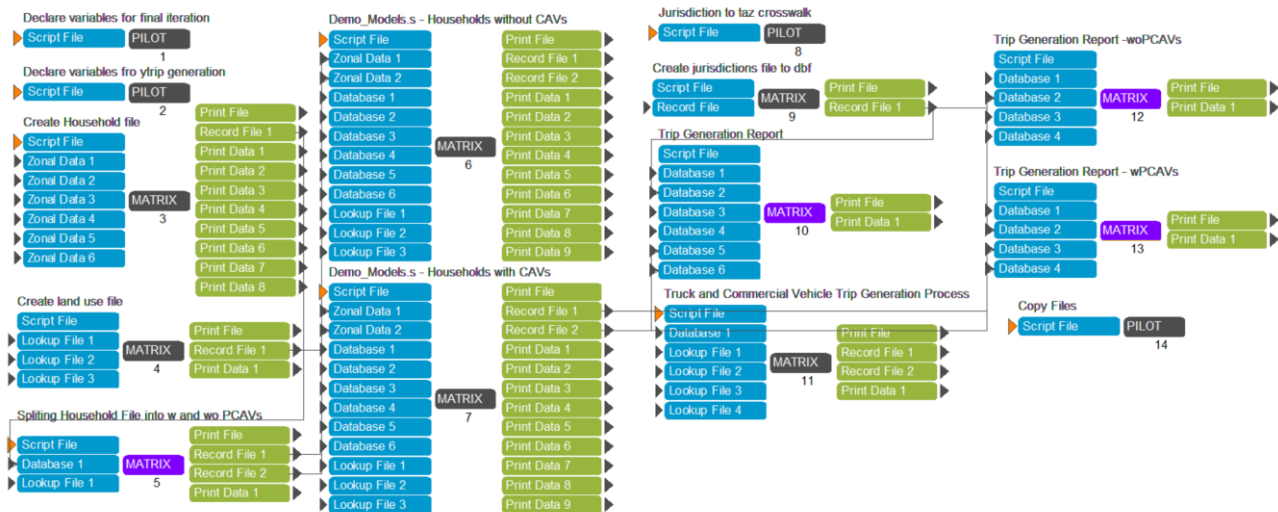 Declare variables for final iteration
Script File
PILOT
1
Declare variables fro ytrip generation
Script File
PILOT
2
Create Household file
Script File
Zonal Data 1
Zonal Data 2
Zonal Data 3
Zonal Data 4
Zonal Data 5
Zonal Data 6
MATRIX
3
Print File
Record File 1
Print Data 1
Print Data 2
Print Data 3
Print Data 4
Print Data 5
Print Data 6
Print Data 7
Print Data 8
Create land use file
Script File
Lookup File 1
Lookup File 2
Lookup File 3
MATRIX
4
Print File
Record File 1
Print Data 1
Spliting Household File into w and wo PCAVs
Script File
Database 1
Lookup File 1
MATRIX
5
Print File
Record File 1
Record File 2
Print Data 1
Demo_Models.s - Households without CAVs
Script File
Zonal Data 1
Zonal Data 2
Database 1
Database 2
Database 3
Database 4
Database 5
Database 6
Lookup File 1
Lookup File 2
Lookup File 3
MATRIX
6
Print File
Record File 1
Record File 2
Print Data 1
Print Data 2
Print Data 3
Print Data 4
Print Data 5
Print Data 6
Print Data 7
Print Data 8
Print Data 9
Demo_Models.s - Households with CAVs
Script File
Zonal Data 1
Zonal Data 2
Database 1
Database 2
Database 3
Database 4
Database 5
Database 6
Lookup File 1
Lookup File 2
Lookup File 3
MATRIX
7
Print File
Record File 1
Record File 2
Print Data 1
Print Data 2
Print Data 3
Print Data 4
Print Data 5
Print Data 6
Print Data 7
Print Data 8
Print Data 9
Jurisdiction to taz crosswalk
Script File
PILOT
8
Create jurisdictions file to dbf
Script File
Record File
MATRIX
9
Print File
Record File 1
Trip Generation Report
Script File
Database 1
Database 2
Database 3
Database 4
Database 5
Database 6
MATRIX
10
Print File
Print Data 1
Truck and Commercial Vehicle Trip Generation Process
Script File
Database 1
Lookup File 1
Lookup File 2
Lookup File 3
Lookup File 4
MATRIX
11
Print File
Record File 1
Record File 2
Print Data 1
Trip Generation Report -woPCAVs
Script File
Database 1
Database 2
Database 3
Database 4
MATRIX
12
Print File
Print Data 1
Trip Generation Report - wPCAVs
Script File
Database 1
Database 2
Database 3
Database 4
MATRIX
13
Print File
Print Data 1
Copy Files
Script File
PILOT
14